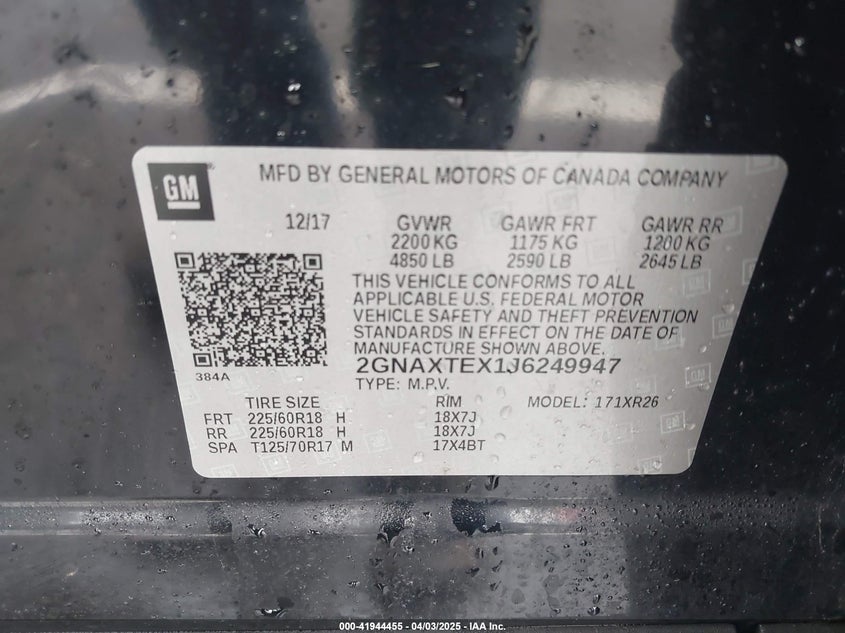 GM
MFD BY GENERAL MOTORS OF CANADA COMPANY
12/17 GVWR GAWR FRT GAWR RR
2200 KG 1175 KG 1200 KG
4850 LB 2590 LB 2645 LB
THIS VEHICLE CONFORMS TO ALL
APPLICABLE U.S. FEDERAL MOTOR
VEHICLE SAFETY AND THEFT PREVENTION
STANDARDS IN EFFECT ON THE DATE OF
MANUFACTURE SHOWN ABOVE.
384A
2GNAXTEX1J6249947
TYPE: M.P.V.
TIRE SIZE RIM MODEL: 171XR26
FRT 225/60R18 H 18X7J
RR 225/60R18 H 18X7J
SPA T125/70R17 M 17X4BT
000-41944455 - 04/03/2025 - IAA Inc.